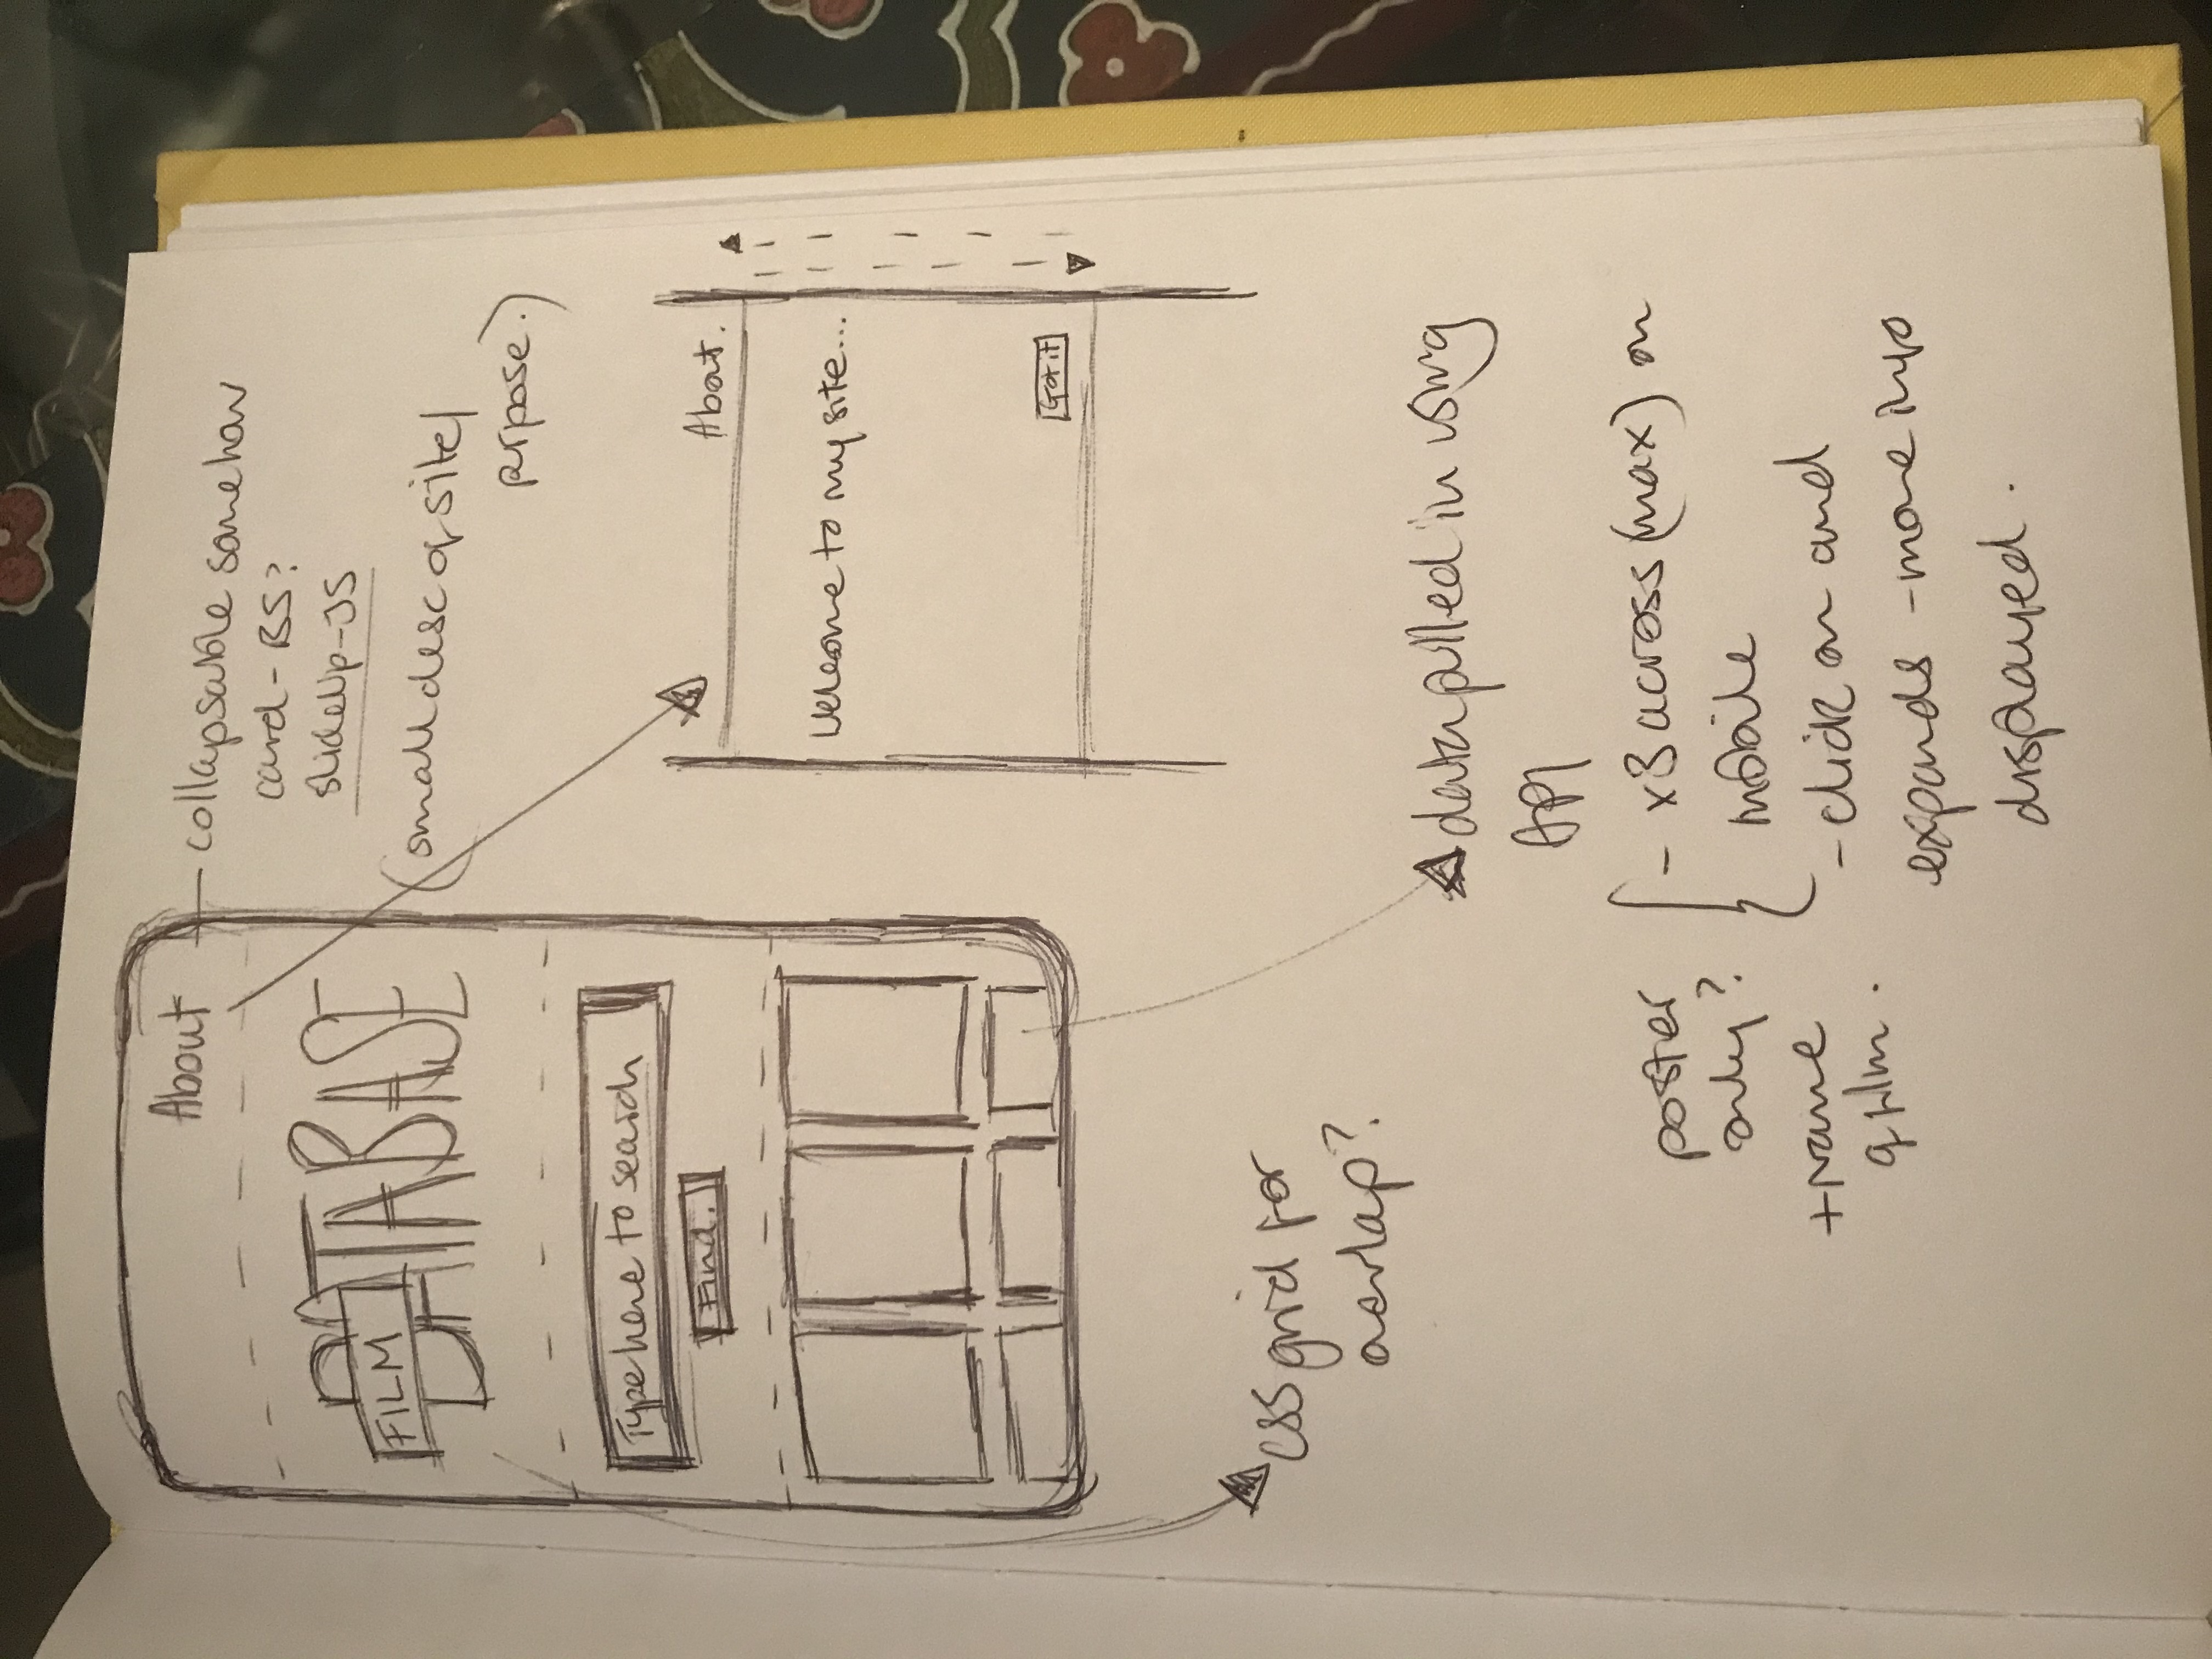 About
collapsable somehow
card - BS?
slideUp-JS
(small desc of site/
purpose.)
DATABASE
FILM
Type here to search
Find.
About.
Welcome to my site...
Got it
CSS grid for
overlap?
data pulled in using
API
- x3 across (max) on
mobile
- click on and
expands - more info
displayed.
poster
only?
+ name
of film.